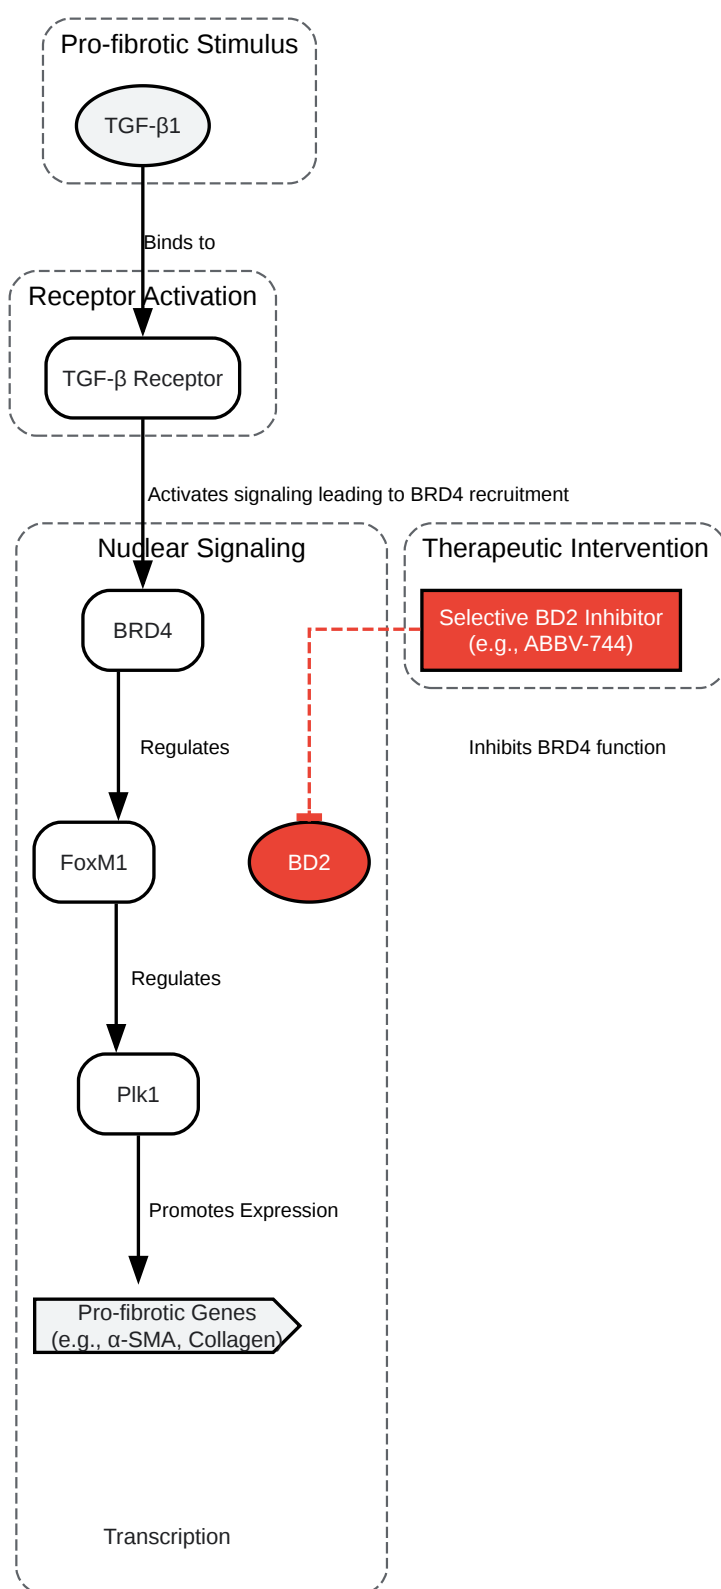 Pro-fibrotic Stimulus
TGF-β1
Binds to
Receptor Activation
TGF-β Receptor
Activates signaling leading to BRD4 recruitment
Nuclear Signaling
Therapeutic Intervention
BRD4
Selective BD2 Inhibitor
(e.g., ABBV-744)
Regulates
Inhibits BRD4 function
FoxM1
BD2
Regulates
Plk1
Promotes Expression
Pro-fibrotic Genes
(e.g., α-SMA, Collagen)
Transcription